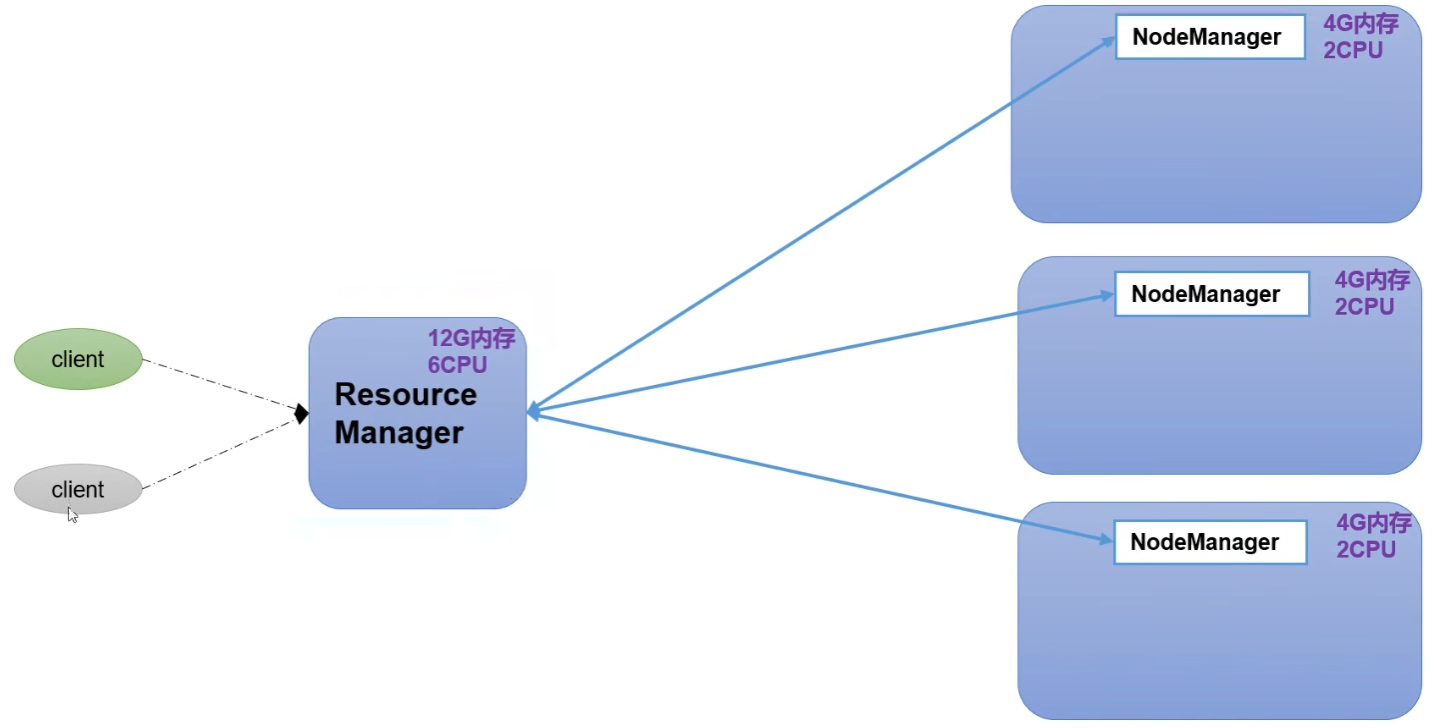 client
client
12G内存
6CPU
Resource
Manager
NodeManager
4G内存
2CPU
NodeManager
4G内存
2CPU
NodeManager
4G内存
2CPU